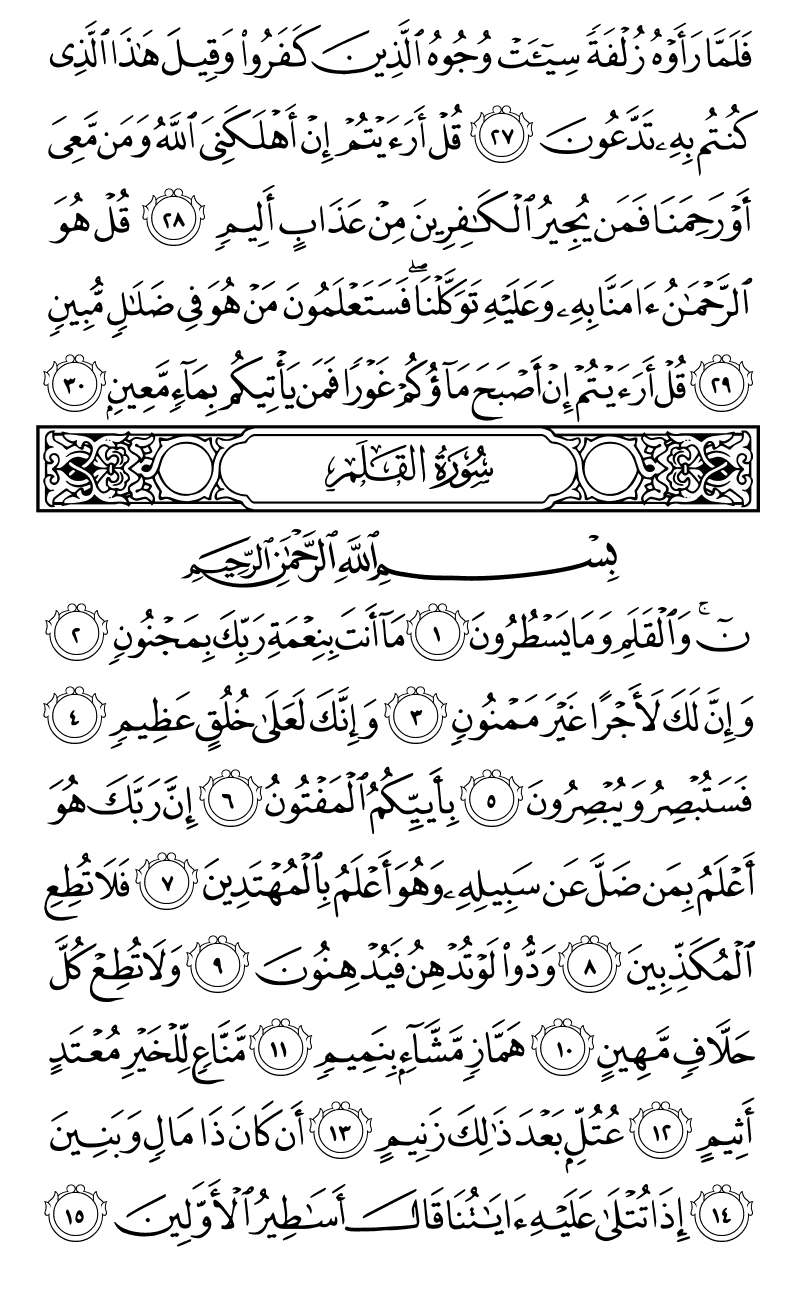 فَلَمَّا رَأَوْهُ زُلْفَةً سِيٓـَٔتْ وُجُوهُ ٱلَّذِينَ كَفَرُوا۟ وَقِيلَ هَـٰذَا ٱلَّذِى
كُنتُم بِهِۦ تَدَّعُونَ ٢٧ قُلْ أَرَءَيْتُمْ إِنْ أَهْلَكَنِىَ ٱللَّهُ وَمَن مَّعِىَ
أَوْ رَحِمَنَا فَمَن يُجِيرُ ٱلْكَـٰفِرِينَ مِنْ عَذَابٍ أَلِيمٍ ٢٨ قُلْ هُوَ
ٱلرَّحْمَـٰنُ ءَامَنَّا بِهِۦ وَعَلَيْهِ تَوَكَّلْنَا ۖ فَسَتَعْلَمُونَ مَنْ هُوَ فِى ضَلَـٰلٍ مُّبِينٍ
٢٩ قُلْ أَرَءَيْتُمْ إِنْ أَصْبَحَ مَآؤُكُمْ غَوْرًا فَمَن يَأْتِيكُم بِمَآءٍ مَّعِينٍۭ ٣٠
سُورَةُ القَلَمِ
بِسْمِ ٱللَّهِ ٱلرَّحْمَـٰنِ ٱلرَّحِيمِ
نٓ ۚ وَٱلْقَلَمِ وَمَا يَسْطُرُونَ ١ مَآ أَنتَ بِنِعْمَةِ رَبِّكَ بِمَجْنُونٍ ٢
وَإِنَّ لَكَ لَأَجْرًا غَيْرَ مَمْنُونٍ ٣ وَإِنَّكَ لَعَلَىٰ خُلُقٍ عَظِيمٍ ٤
فَسَتُبْصِرُ وَيُبْصِرُونَ ٥ بِأَييِّكُمُ ٱلْمَفْتُونُ ٦ إِنَّ رَبَّكَ هُوَ
أَعْلَمُ بِمَن ضَلَّ عَن سَبِيلِهِۦ وَهُوَ أَعْلَمُ بِٱلْمُهْتَدِينَ ٧ فَلَا تُطِعِ
ٱلْمُكَذِّبِينَ ٨ وَدُّوا۟ لَوْ تُدْهِنُ فَيُدْهِنُونَ ٩ وَلَا تُطِعْ كُلَّ
حَلَّافٍ مَّهِينٍ ١٠ هَمَّازٍ مَّشَّآءٍۭ بِنَمِيمٍ ١١ مَّنَّاعٍ لِّلْخَيْرِ مُعْتَدٍ
أَثِيمٍ ١٢ عُتُلٍّۭ بَعْدَ ذَٰلِكَ زَنِيمٍ ١٣ أَن كَانَ ذَا مَالٍ وَبَنِينَ
١٤ إِذَا تُتْلَىٰ عَلَيْهِ ءَايَـٰتُنَا قَالَ أَسَـٰطِيرُ ٱلْأَوَّلِينَ ١٥